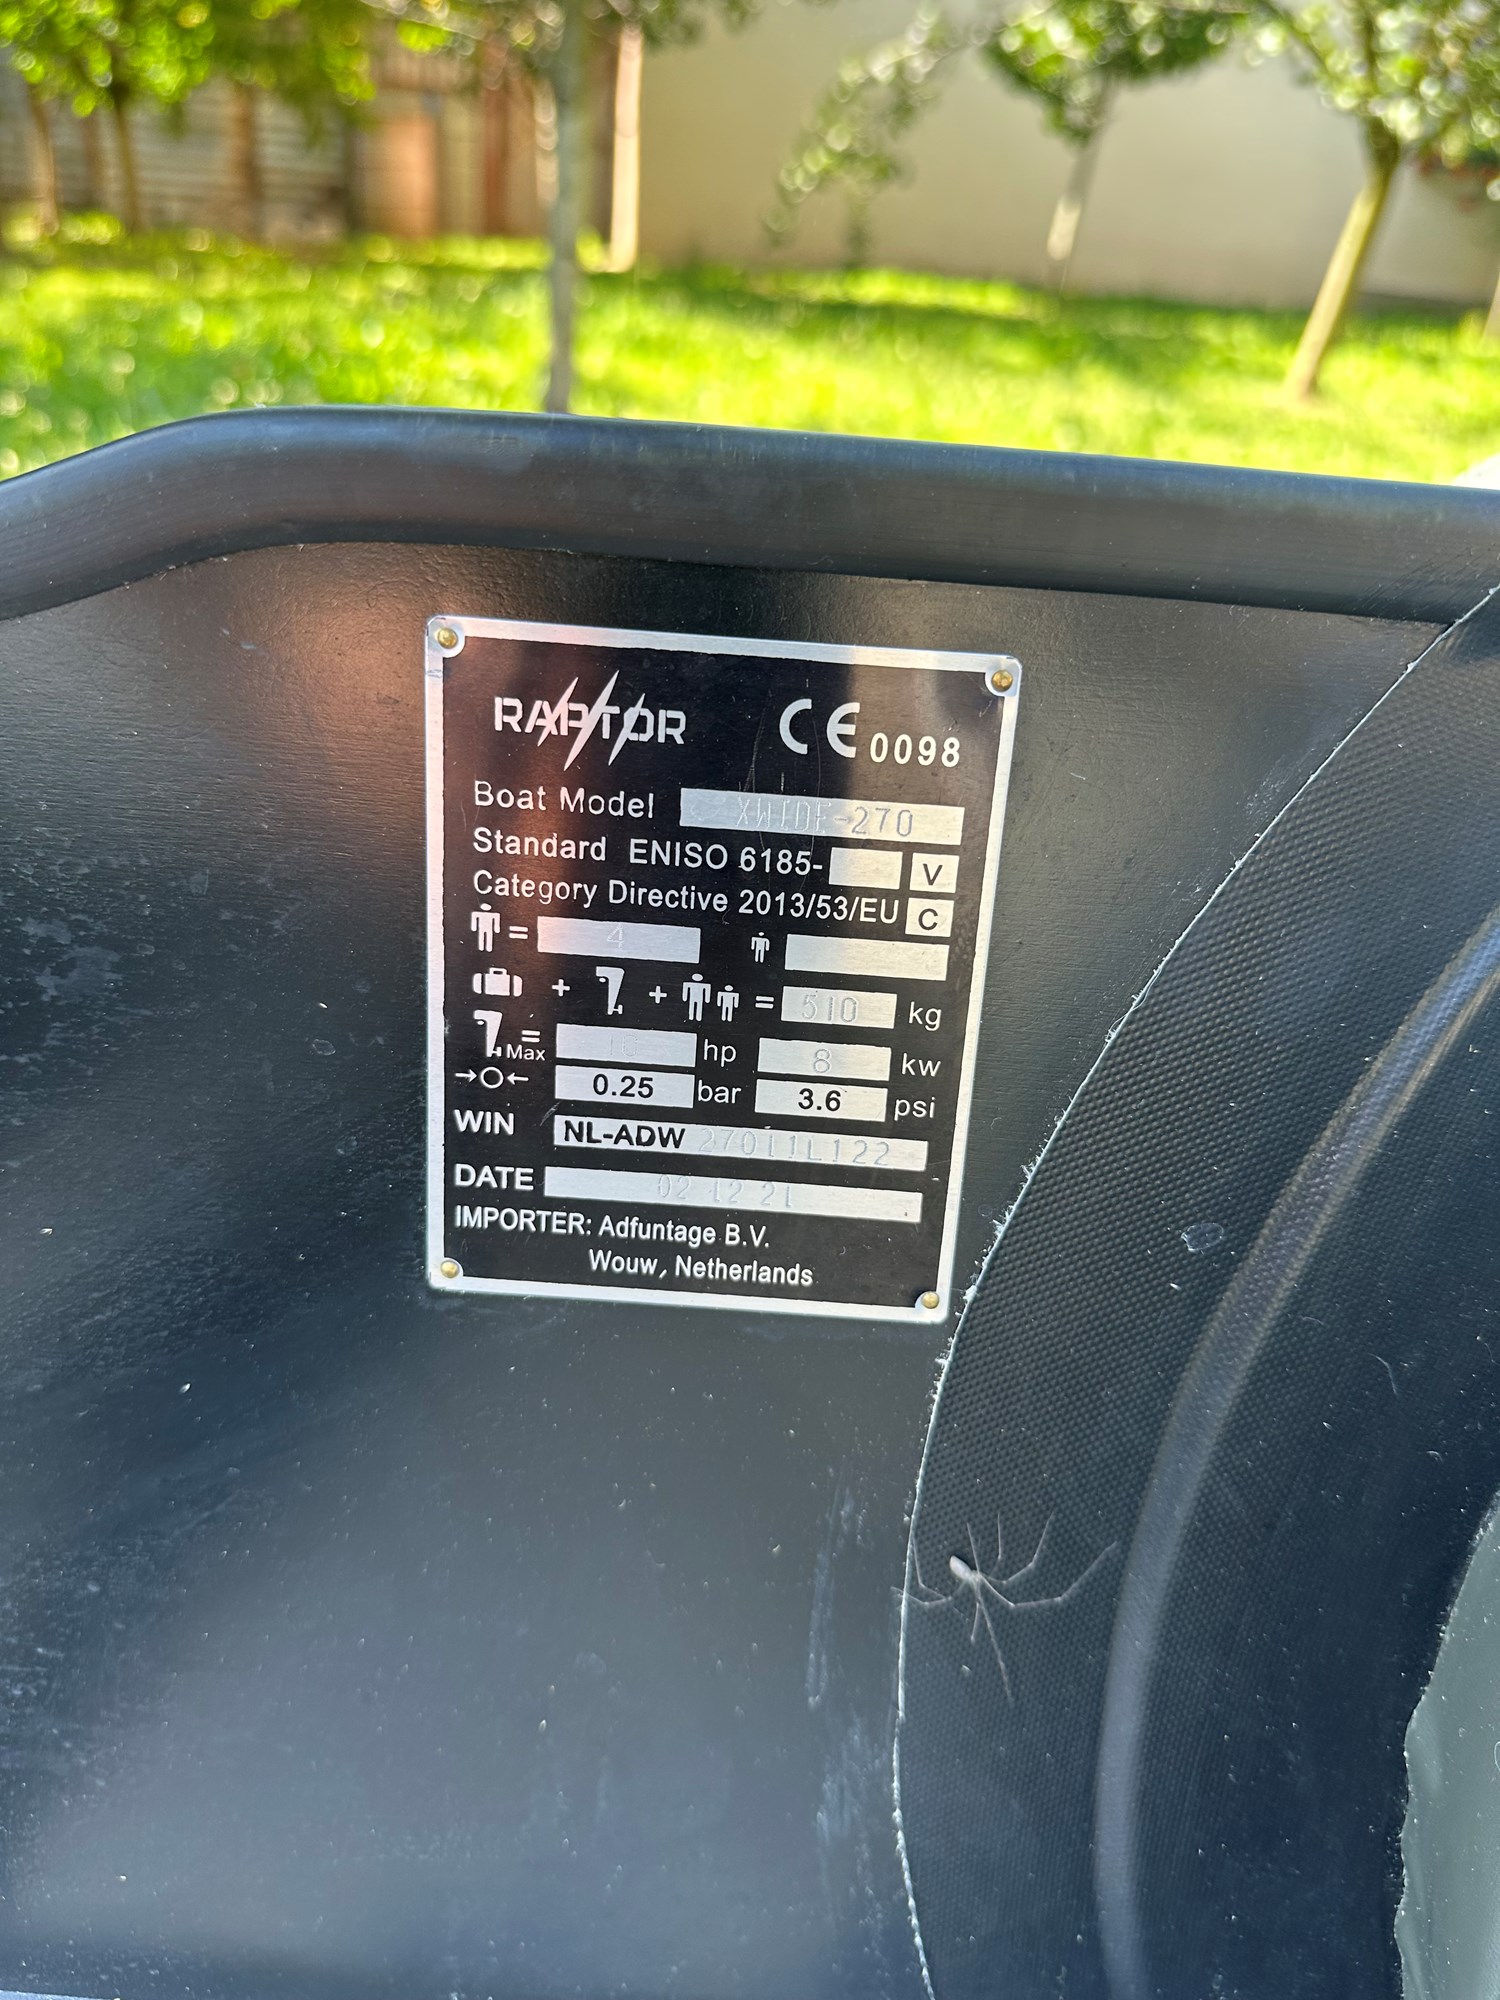 RAPTOR CE 0098
Boat Model XWIDE-270
Standard ENISO 6185- V
Category Directive 2013/53/EU C
= 4
+ + = 510 kg
Max = 10 hp 8 kw
0.25 bar 3.6 psi
WIN NL-ADW 27011L122
DATE 02 12 21
IMPORTER: Adfuntage B.V.
Wouw, Netherlands